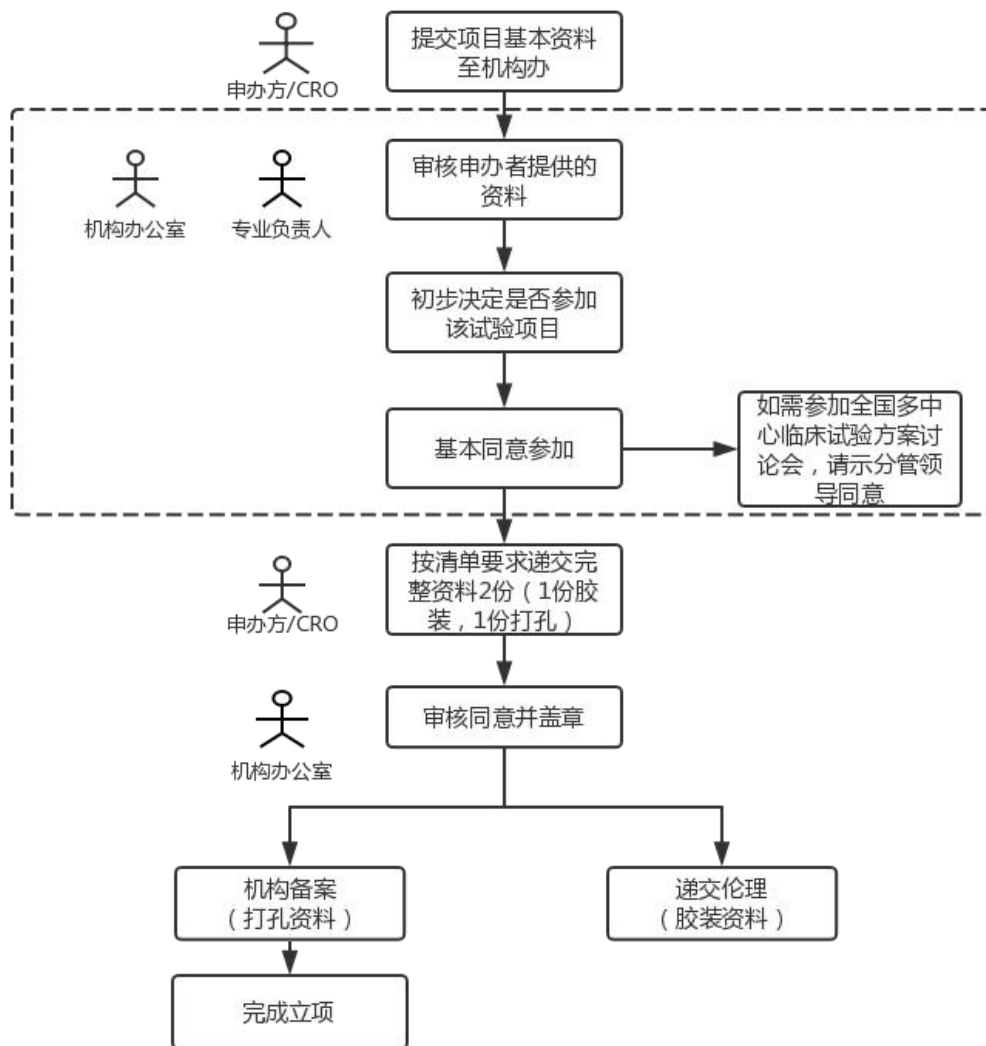 提交项目基本资料
至机构办
申办方/CRO
审核申办者提供的
资料
机构办公室
专业负责人
初步决定是否参加
该试验项目
基本同意参加
如需参加全国多中
心临床试验方案讨
论会，请示分管领
导同意
按清单要求递交完
整资料2份（1份胶
装，1份打孔）
申办方/CRO
审核同意并盖章
机构办公室
机构备案
（打孔资料）
递交伦理
（胶装资料）
完成立项